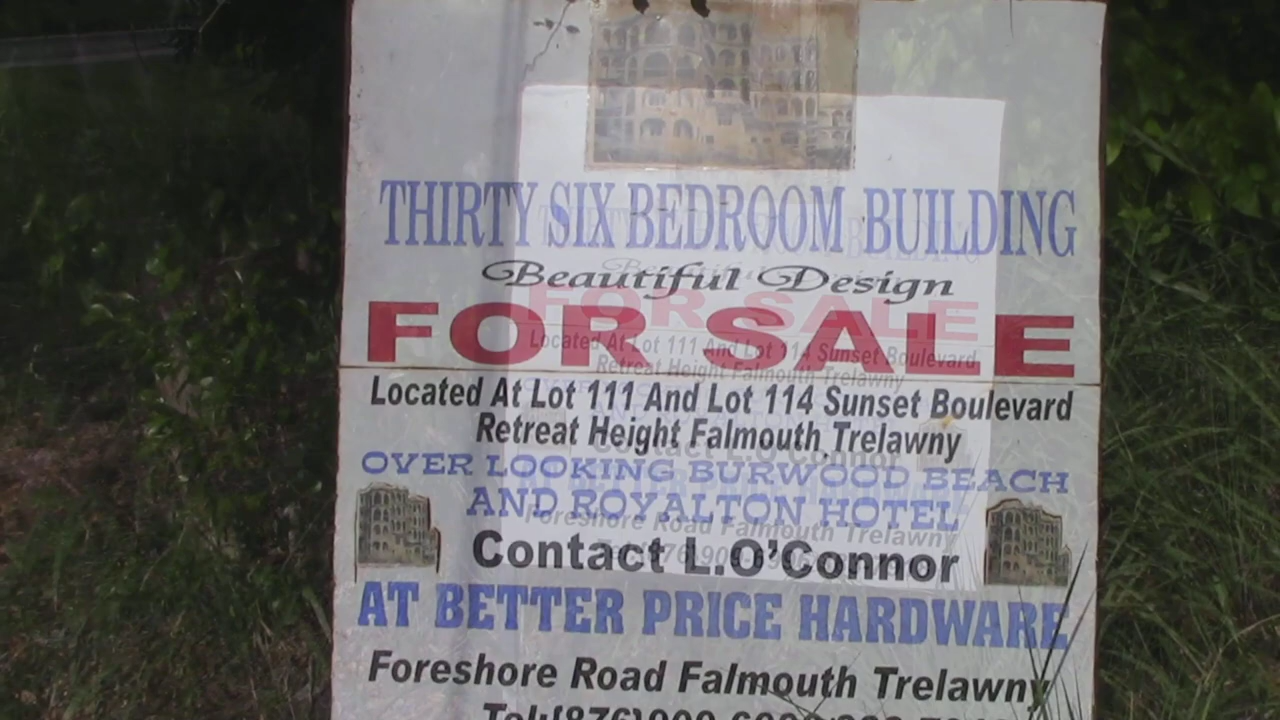 THIRTY SIX BEDROOM BUILDING
Beautiful Design
FOR SALE
Located At Lot 111 And Lot 114 Sunset Boulevard
Retreat Height Falmouth Trelawny
OVER LOOKING BURWOOD BEACH
AND ROYALTON HOTEL
Contact L.O'Connor
AT BETTER PRICE HARDWARE
Foreshore Road Falmouth Trelawny